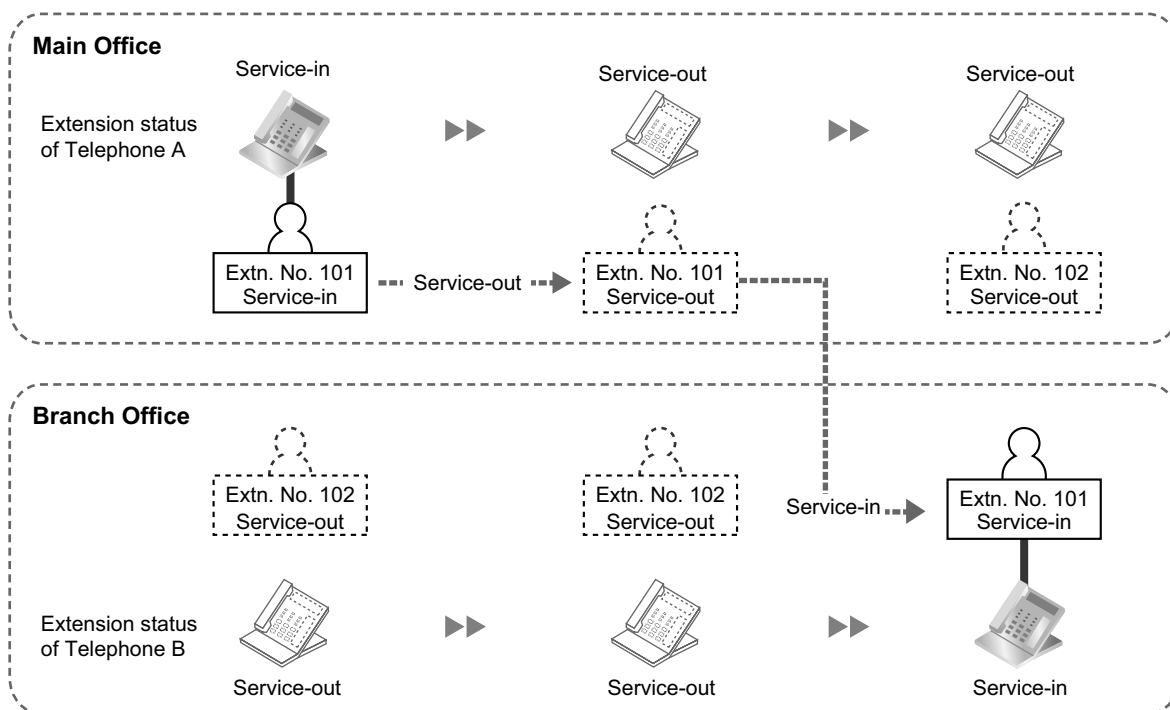 Main Office
Service-in
Service-out
Service-out
Extension status
of Telephone A
Extn. No. 101
Service-in
Service-out
Extn. No. 101
Service-out
Extn. No. 102
Service-out
Branch Office
Extn. No. 102
Service-out
Extn. No. 102
Service-out
Service-in
Extn. No. 101
Service-in
Extension status
of Telephone B
Service-out
Service-out
Service-in